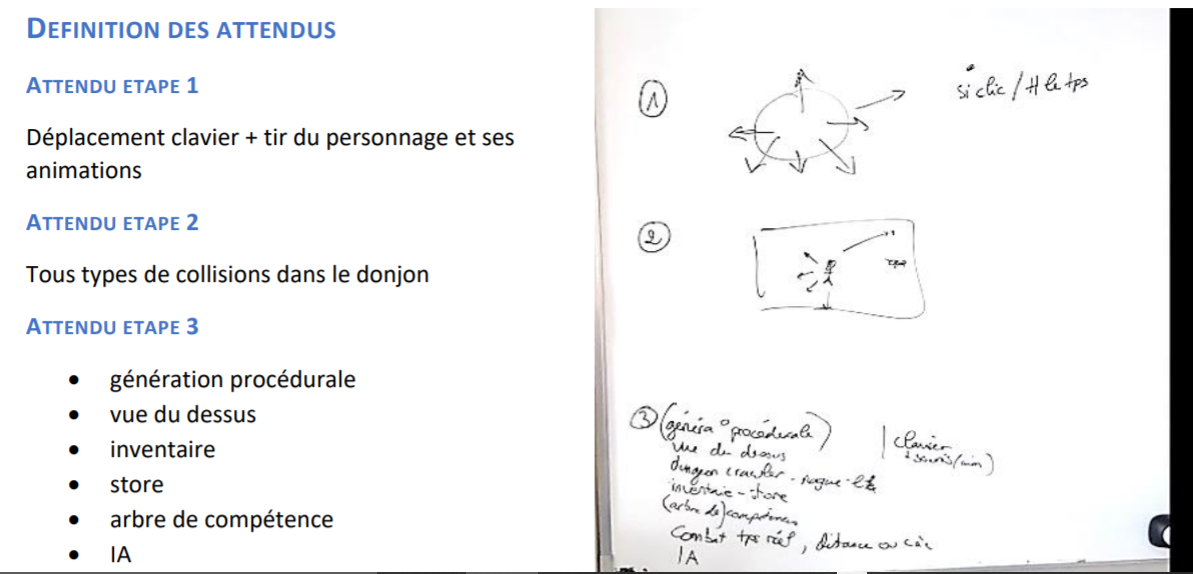 DEFINITION DES ATTENDUS
ATTENDU ETAPE 1
Déplacement clavier + tir du personnage et ses
animations
ATTENDU ETAPE 2
Tous types de collisions dans le donjon
ATTENDU ETAPE 3
• génération procédurale
• vue du dessus
• inventaire
• store
• arbre de compétence
• IA
1
si clic / le tps
2
3 (généra° procédurale)
vue du dessus
dungeon crawler - rogue-
inventaire - store
(arbre de) compétences
Combat tps réel, distance ou càc
IA
clavier
+ souris (aim)